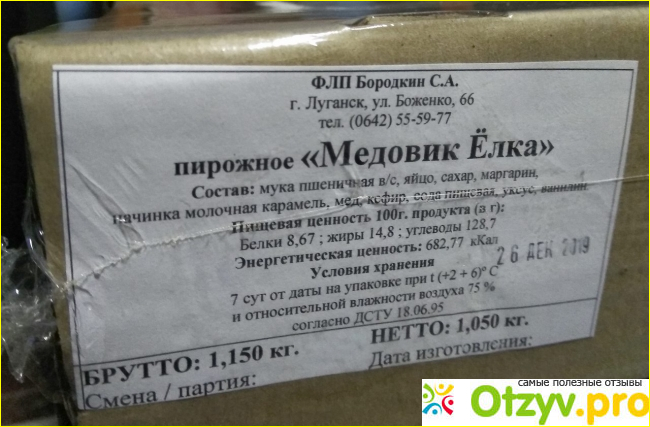 ФЛП Бородкин С.А.
г. Луганск, ул. Боженко, 66
тел. (0642) 55-59-77
пирожное «Медовик Ёлка»
Состав: мука пшеничная в/с, яйцо, сахар, маргарин,
начинка молочная карамель, мед, кефир, сода пищевая, уксус, ванилин.
Пищевая ценность 100г. продукта (в г):
Белки 8,67 ; жиры 14,8 ; углеводы 128,7
Энергетическая ценность: 682,77 кКал
26 ДЕК 2019
Условия хранения
7 сут от даты на упаковке при t (+2 + 6)º С
и относительной влажности воздуха 75 %
согласно ДСТУ 18.06.95
БРУТТО: 1,150 кг. НЕТТО: 1,050 кг.
Смена / партия: Дата изготовления:
самые полезные отзывы
Otzyv.pro